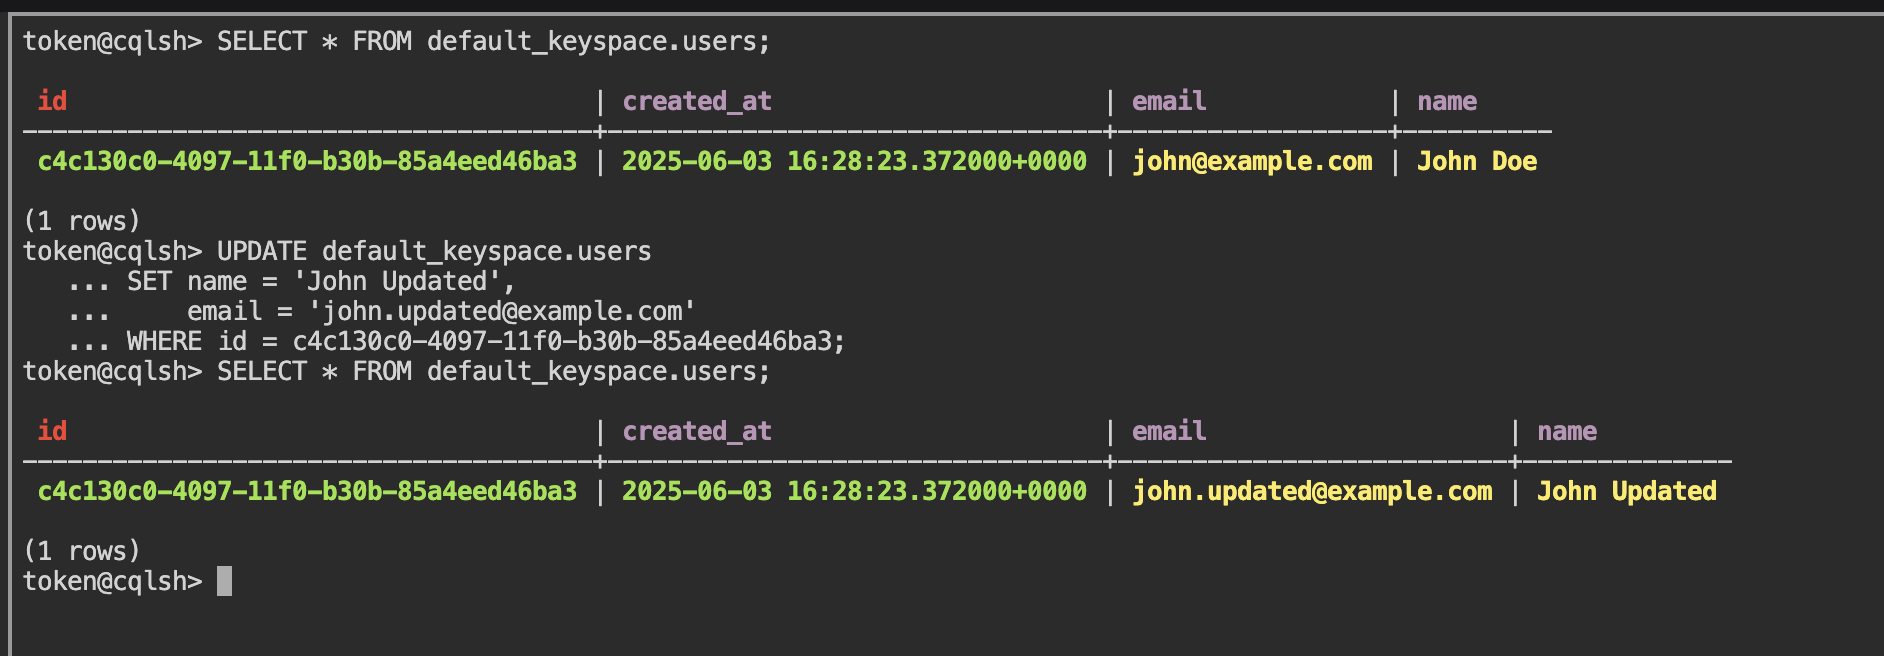 token@cqlsh> SELECT * FROM default_keyspace.users;
id | created_at | email | name
--------------------------------------+---------------------------------+------------------+----------
c4c130c0-4097-11f0-b30b-85a4eed46ba3 | 2025-06-03 16:28:23.372000+0000 | john@example.com | John Doe
(1 rows)
token@cqlsh> UPDATE default_keyspace.users
... SET name = 'John Updated',
...     email = 'john.updated@example.com'
... WHERE id = c4c130c0-4097-11f0-b30b-85a4eed46ba3;
token@cqlsh> SELECT * FROM default_keyspace.users;
id | created_at | email | name
--------------------------------------+---------------------------------+--------------------------+--------------
c4c130c0-4097-11f0-b30b-85a4eed46ba3 | 2025-06-03 16:28:23.372000+0000 | john.updated@example.com | John Updated
(1 rows)
token@cqlsh>